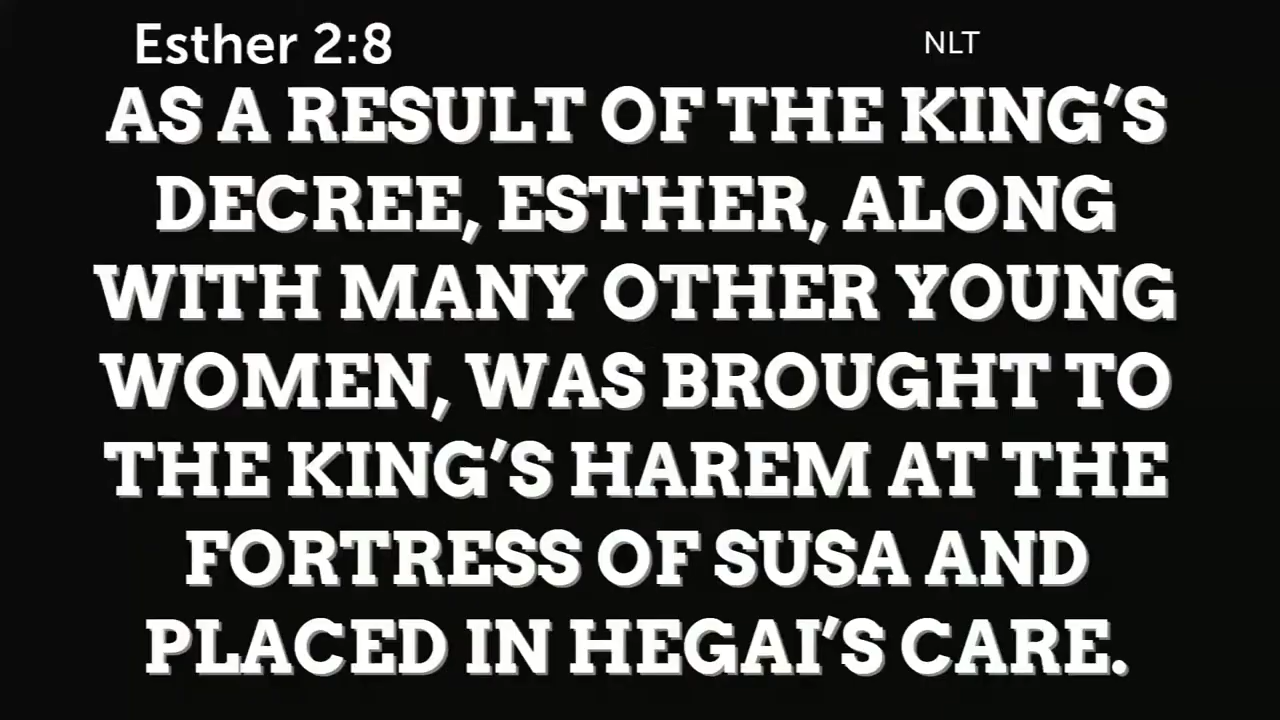 Esther 2:8 NLT
AS A RESULT OF THE KING'S
DECREE, ESTHER, ALONG
WITH MANY OTHER YOUNG
WOMEN, WAS BROUGHT TO
THE KING'S HAREM AT THE
FORTRESS OF SUSA AND
PLACED IN HEGAI'S CARE.